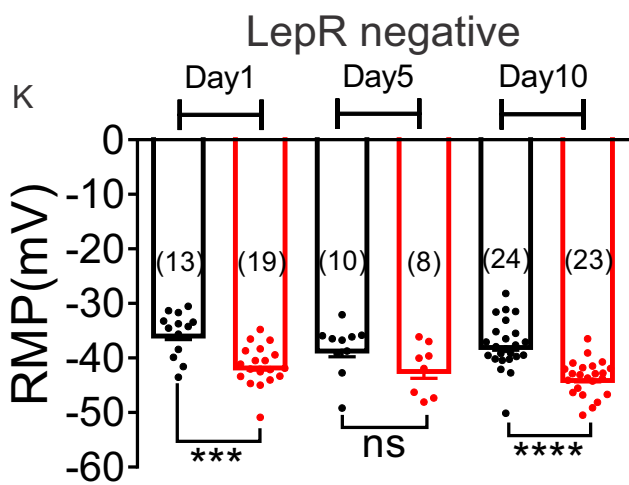 LepR negative
K
Day1 Day5 Day10
RMP(mV)
0
-10
-20
-30
-40
-50
-60
(13) (19) (10) (8) (24) (23)
*** ns ****